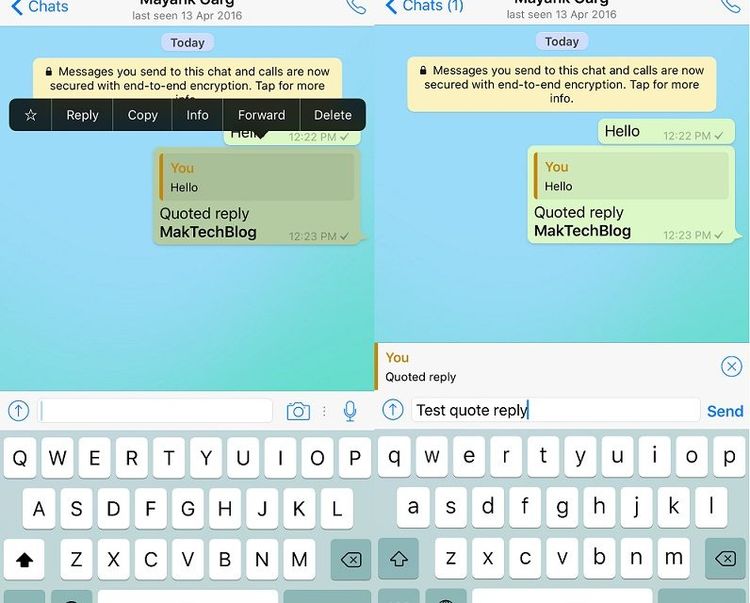 Chats
Mayank Garg
last seen 13 Apr 2016
Today
Messages you send to this chat and calls are now
secured with end-to-end encryption. Tap for more
info.
Reply Copy Info Forward Delete
Hello
12:22 PM
You
Hello
Quoted reply
MakTechBlog
12:23 PM
Q W E R T Y U I O P
A S D F G H J K L
Z X C V B N M
Chats (1)
Mayank Garg
last seen 13 Apr 2016
Today
Messages you send to this chat and calls are now
secured with end-to-end encryption. Tap for more
info.
Hello
12:22 PM
You
Hello
Quoted reply
MakTechBlog
12:23 PM
You
Quoted reply
Test quote reply
Send
q w e r t y u i o p
a s d f g h j k l
z x c v b n m